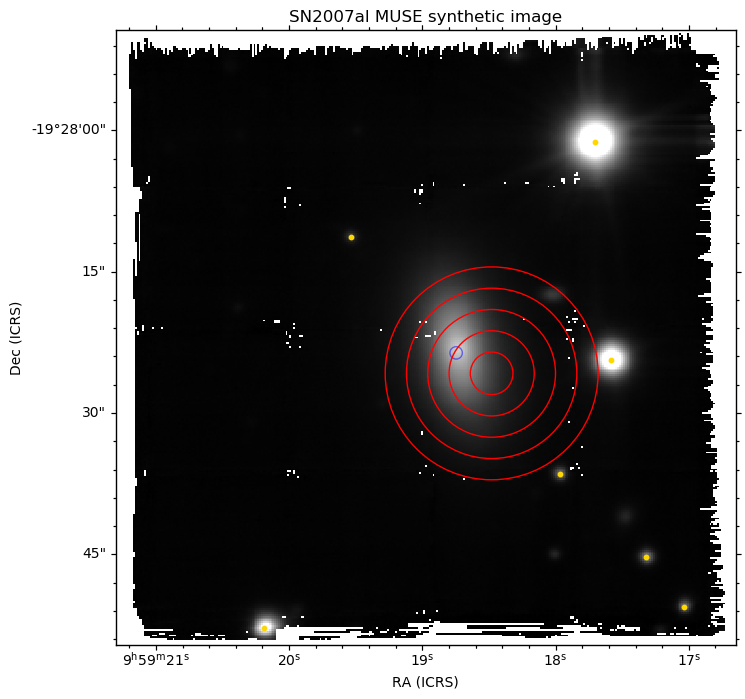 SN2007al MUSE synthetic image
-19°28'00"
15"
30"
45"
Dec (ICRS)
9ʰ59ᵐ21ˢ 20ˢ 19ˢ 18ˢ 17ˢ
RA (ICRS)